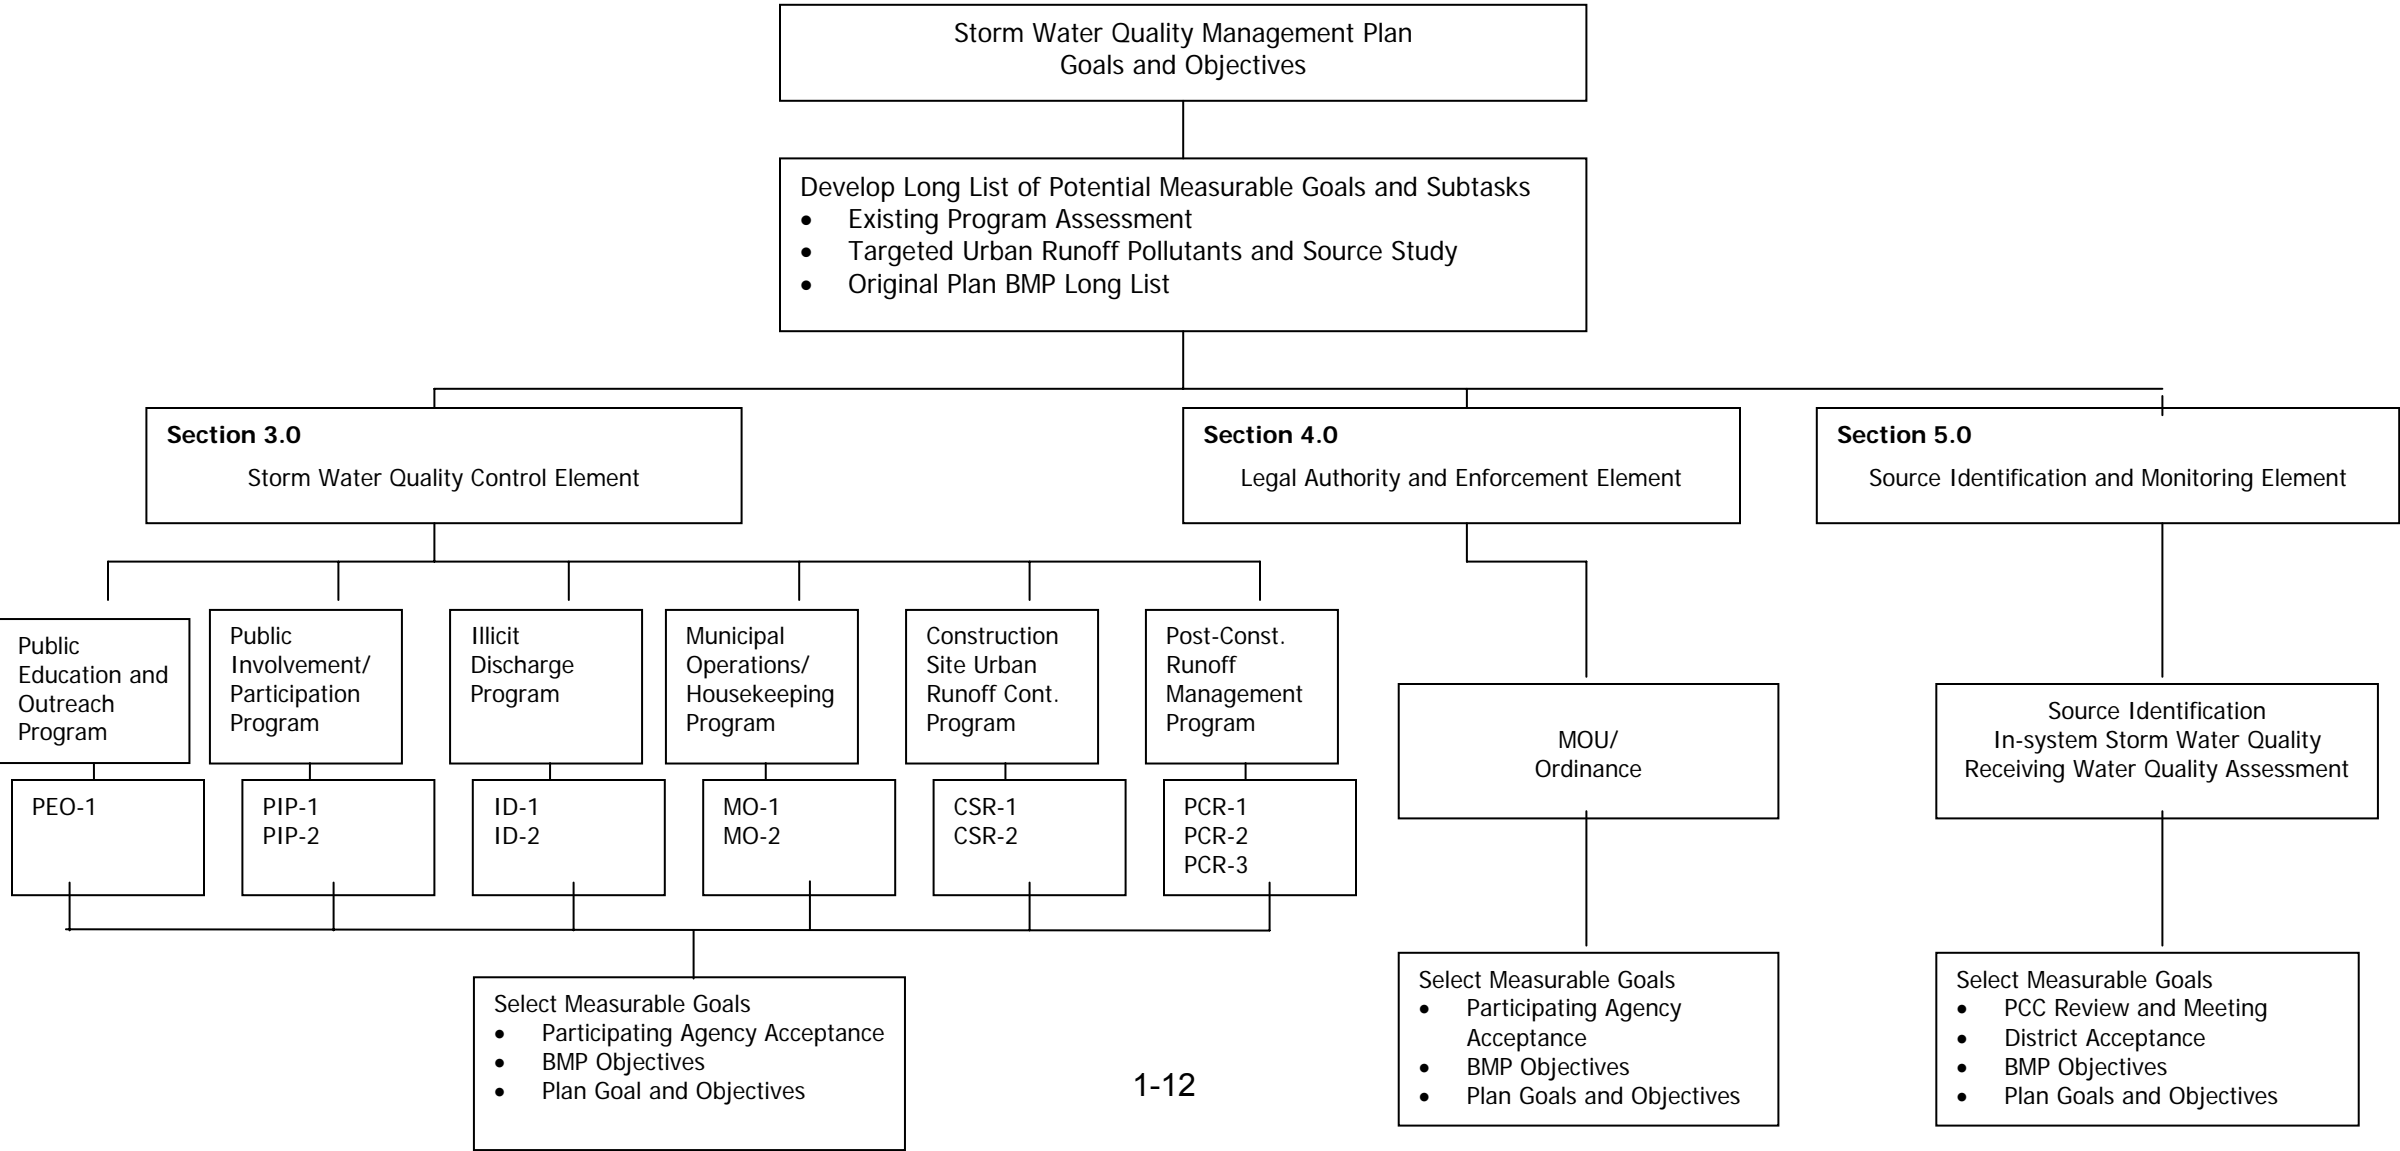 Storm Water Quality Management Plan
Goals and Objectives
Develop Long List of Potential Measurable Goals and Subtasks
• Existing Program Assessment
• Targeted Urban Runoff Pollutants and Source Study
• Original Plan BMP Long List
Section 3.0
Storm Water Quality Control Element
Section 4.0
Legal Authority and Enforcement Element
Section 5.0
Source Identification and Monitoring Element
Public
Education and
Outreach
Program
Public
Involvement/
Participation
Program
Illicit
Discharge
Program
Municipal
Operations/
Housekeeping
Program
Construction
Site Urban
Runoff Cont.
Program
Post-Const.
Runoff
Management
Program
MOU/
Ordinance
Source Identification
In-system Storm Water Quality
Receiving Water Quality Assessment
PEO-1
PIP-1
PIP-2
ID-1
ID-2
MO-1
MO-2
CSR-1
CSR-2
PCR-1
PCR-2
PCR-3
Select Measurable Goals
• Participating Agency Acceptance
• BMP Objectives
• Plan Goal and Objectives
Select Measurable Goals
• Participating Agency
Acceptance
• BMP Objectives
• Plan Goals and Objectives
Select Measurable Goals
• PCC Review and Meeting
• District Acceptance
• BMP Objectives
• Plan Goals and Objectives
1-12